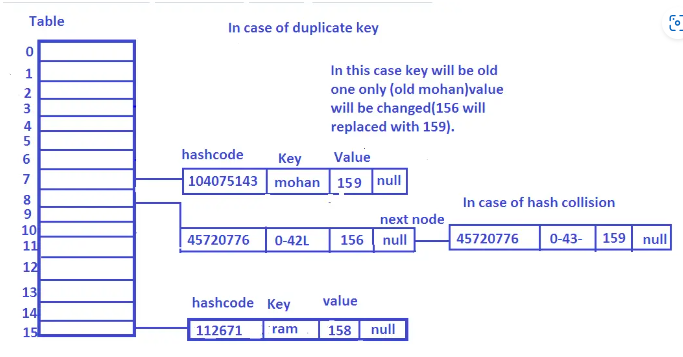 Table
In case of duplicate key
0
1
2
3
4
5
6
7
8
9
10
11
12
13
14
15
In this case key will be old
one only (old mohan)value
will be changed(156 will
replaced with 159).
hashcode Key Value
104075143 mohan 159 null
In case of hash collision
next node
45720776 0-42L 156 null
45720776 0-43- 159 null
hashcode Key value
112671 ram 158 null